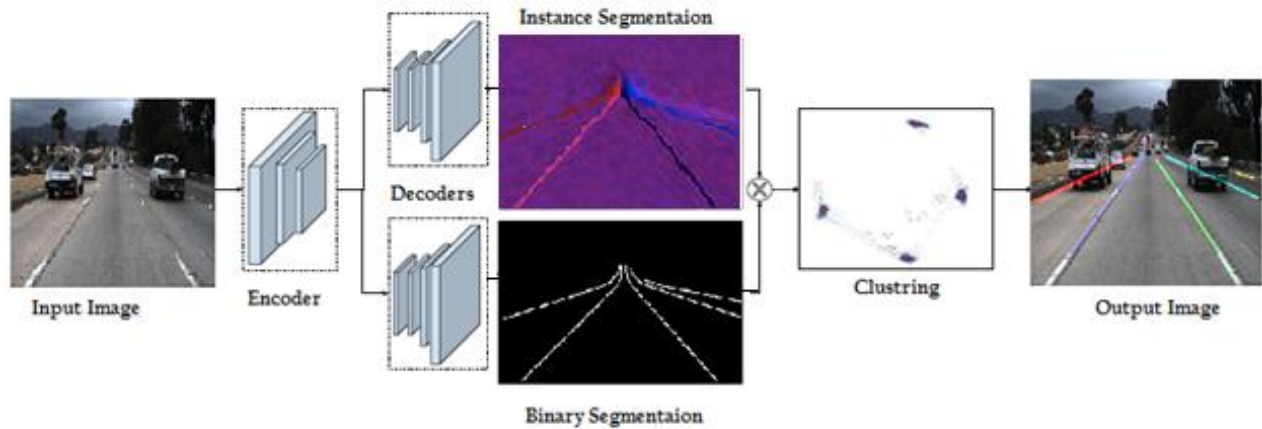 Instance Segmentaion
Decoders
Input Image
Encoder
Clustring
Output Image
Binary Segmentaion